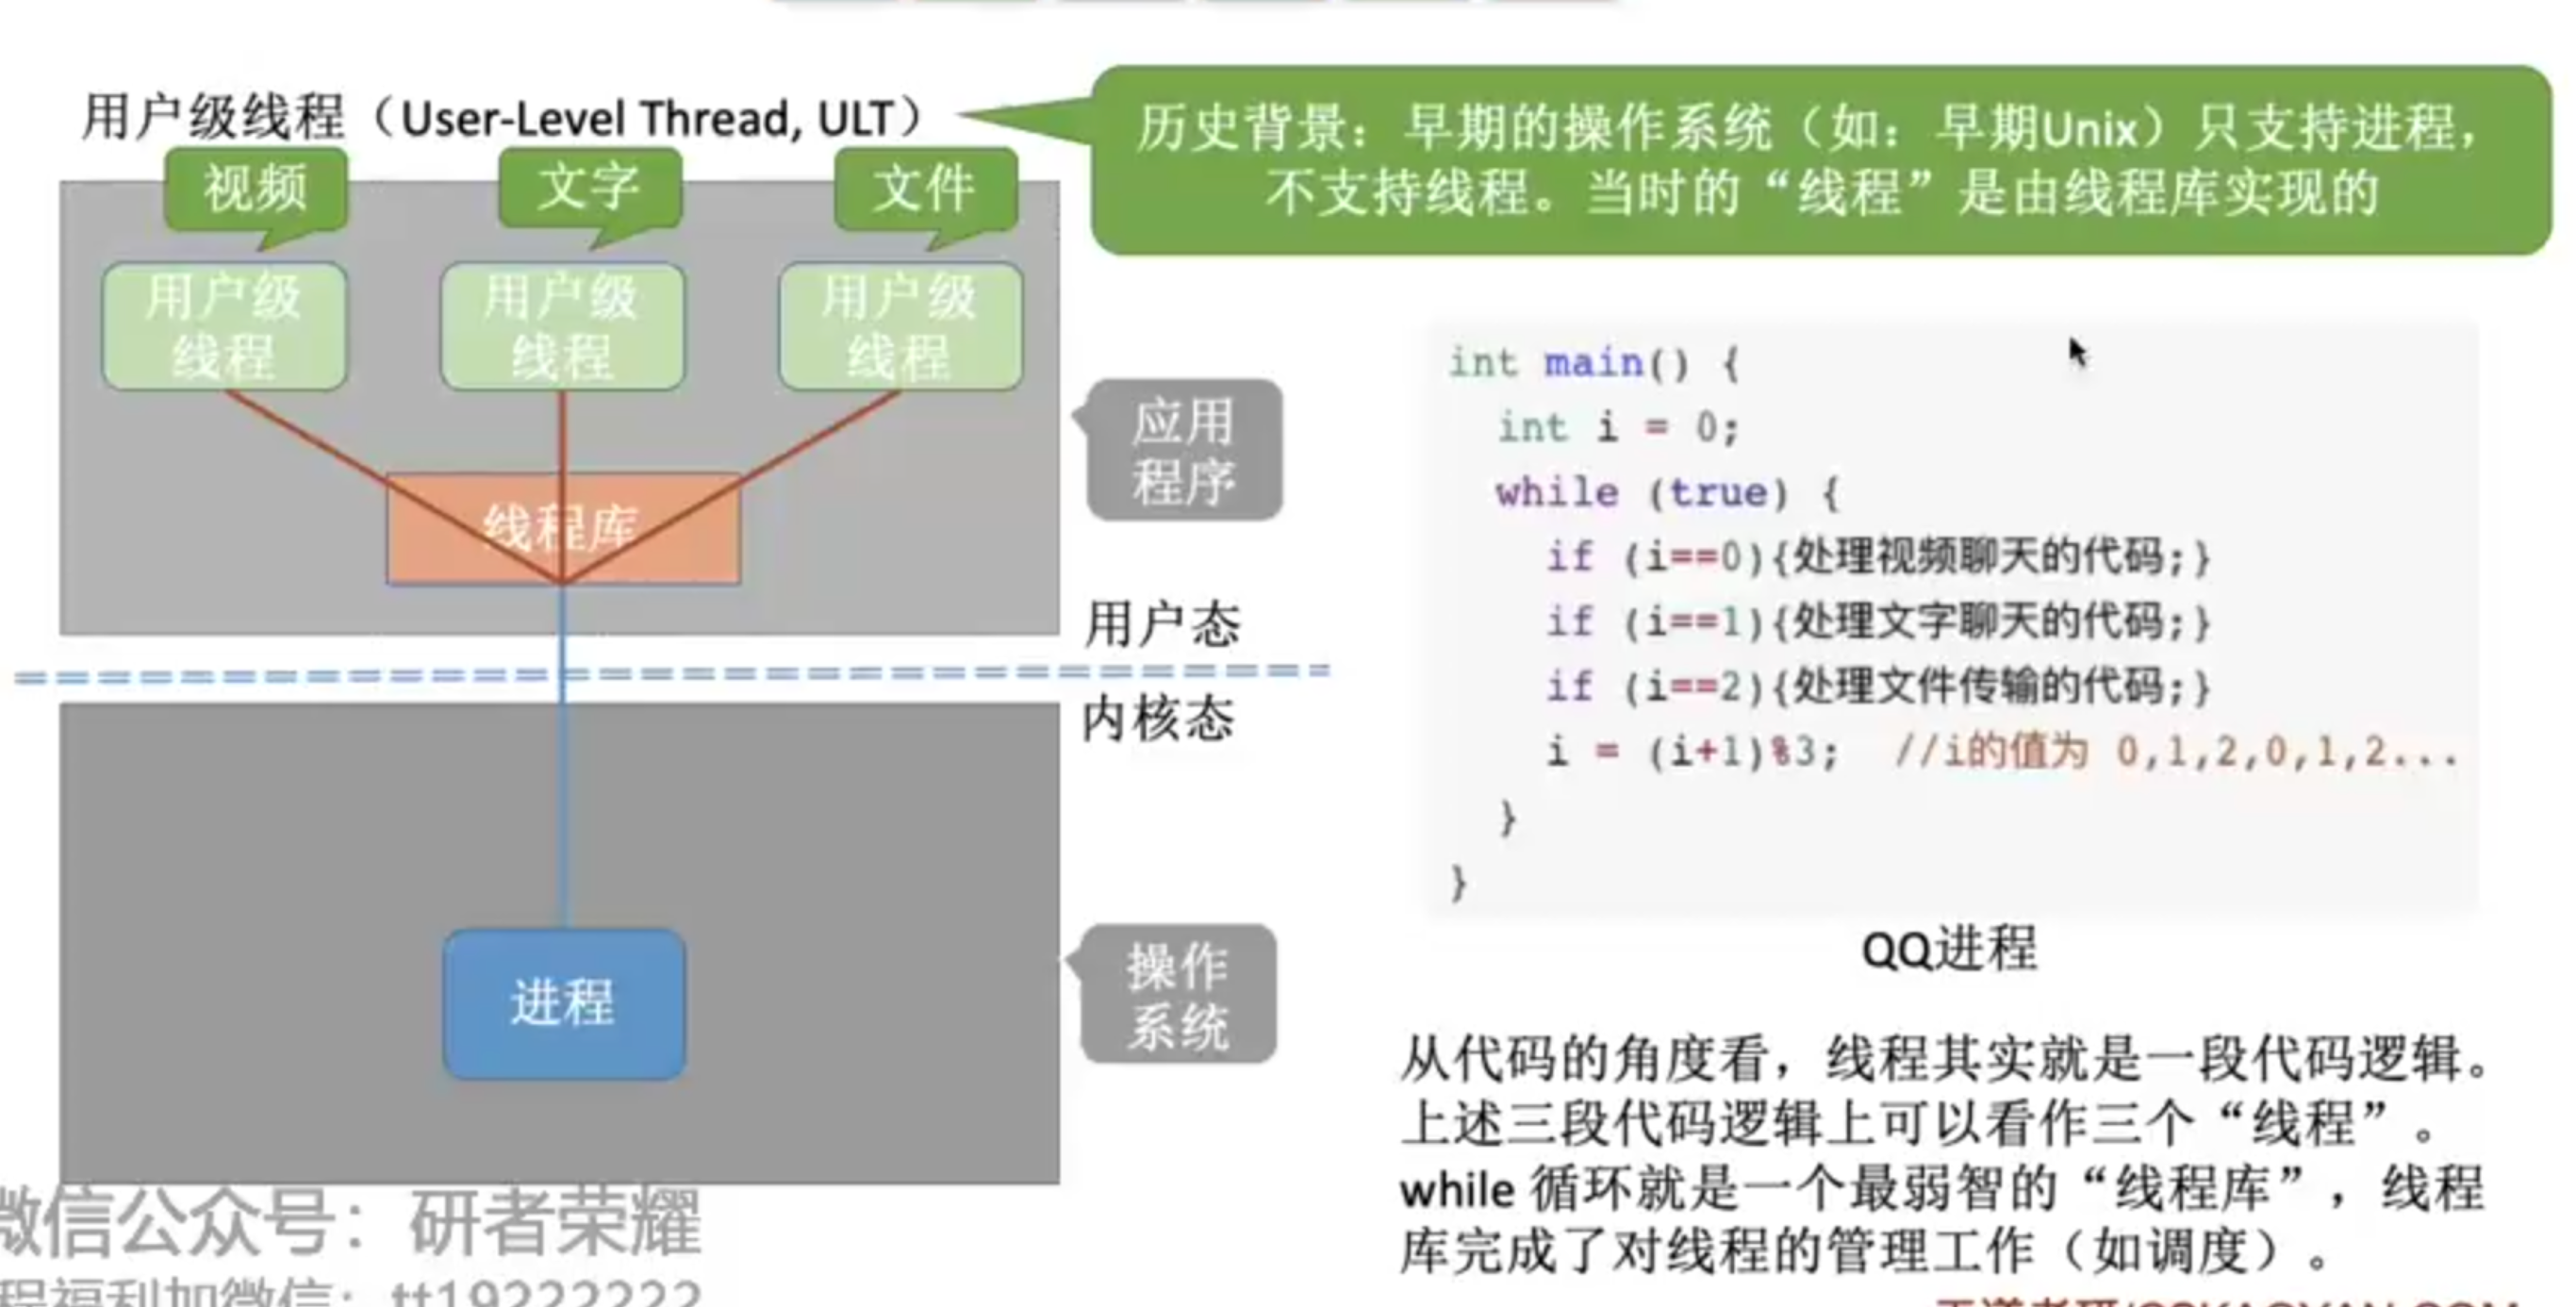 用户级线程（User-Level Thread, ULT）
历史背景：早期的操作系统（如：早期Unix）只支持进程，
不支持线程。当时的“线程”是由线程库实现的
视频
文字
文件
用户级
线程
用户级
线程
用户级
线程
线程库
应用
程序
用户态
内核态
进程
操作
系统
int main() {
int i = 0;
while (true) {
if (i==0){处理视频聊天的代码;}
if (i==1){处理文字聊天的代码;}
if (i==2){处理文件传输的代码;}
i = (i+1)%3; //i的值为 0,1,2,0,1,2...
}
}
QQ进程
从代码的角度看，线程其实就是一段代码逻辑。
上述三段代码逻辑上可以看作三个“线程”。
while 循环就是一个最弱智的“线程库”，线程
库完成了对线程的管理工作（如调度）。
微信公众号：研者荣耀
程福利加微信：tt19222222